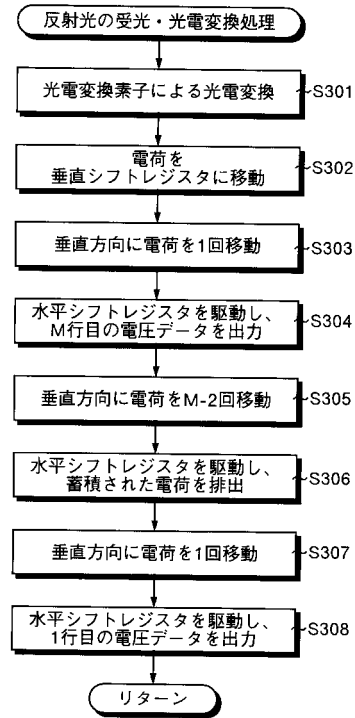 反射光の受光・光電変換処理
光電変換素子による光電変換
S301
電荷を
垂直シフトレジスタに移動
S302
垂直方向に電荷を1回移動
S303
水平シフトレジスタを駆動し、
M行目の電圧データを出力
S304
垂直方向に電荷をM-2回移動
S305
水平シフトレジスタを駆動し、
蓄積された電荷を排出
S306
垂直方向に電荷を1回移動
S307
水平シフトレジスタを駆動し、
1行目の電圧データを出力
S308
リターン